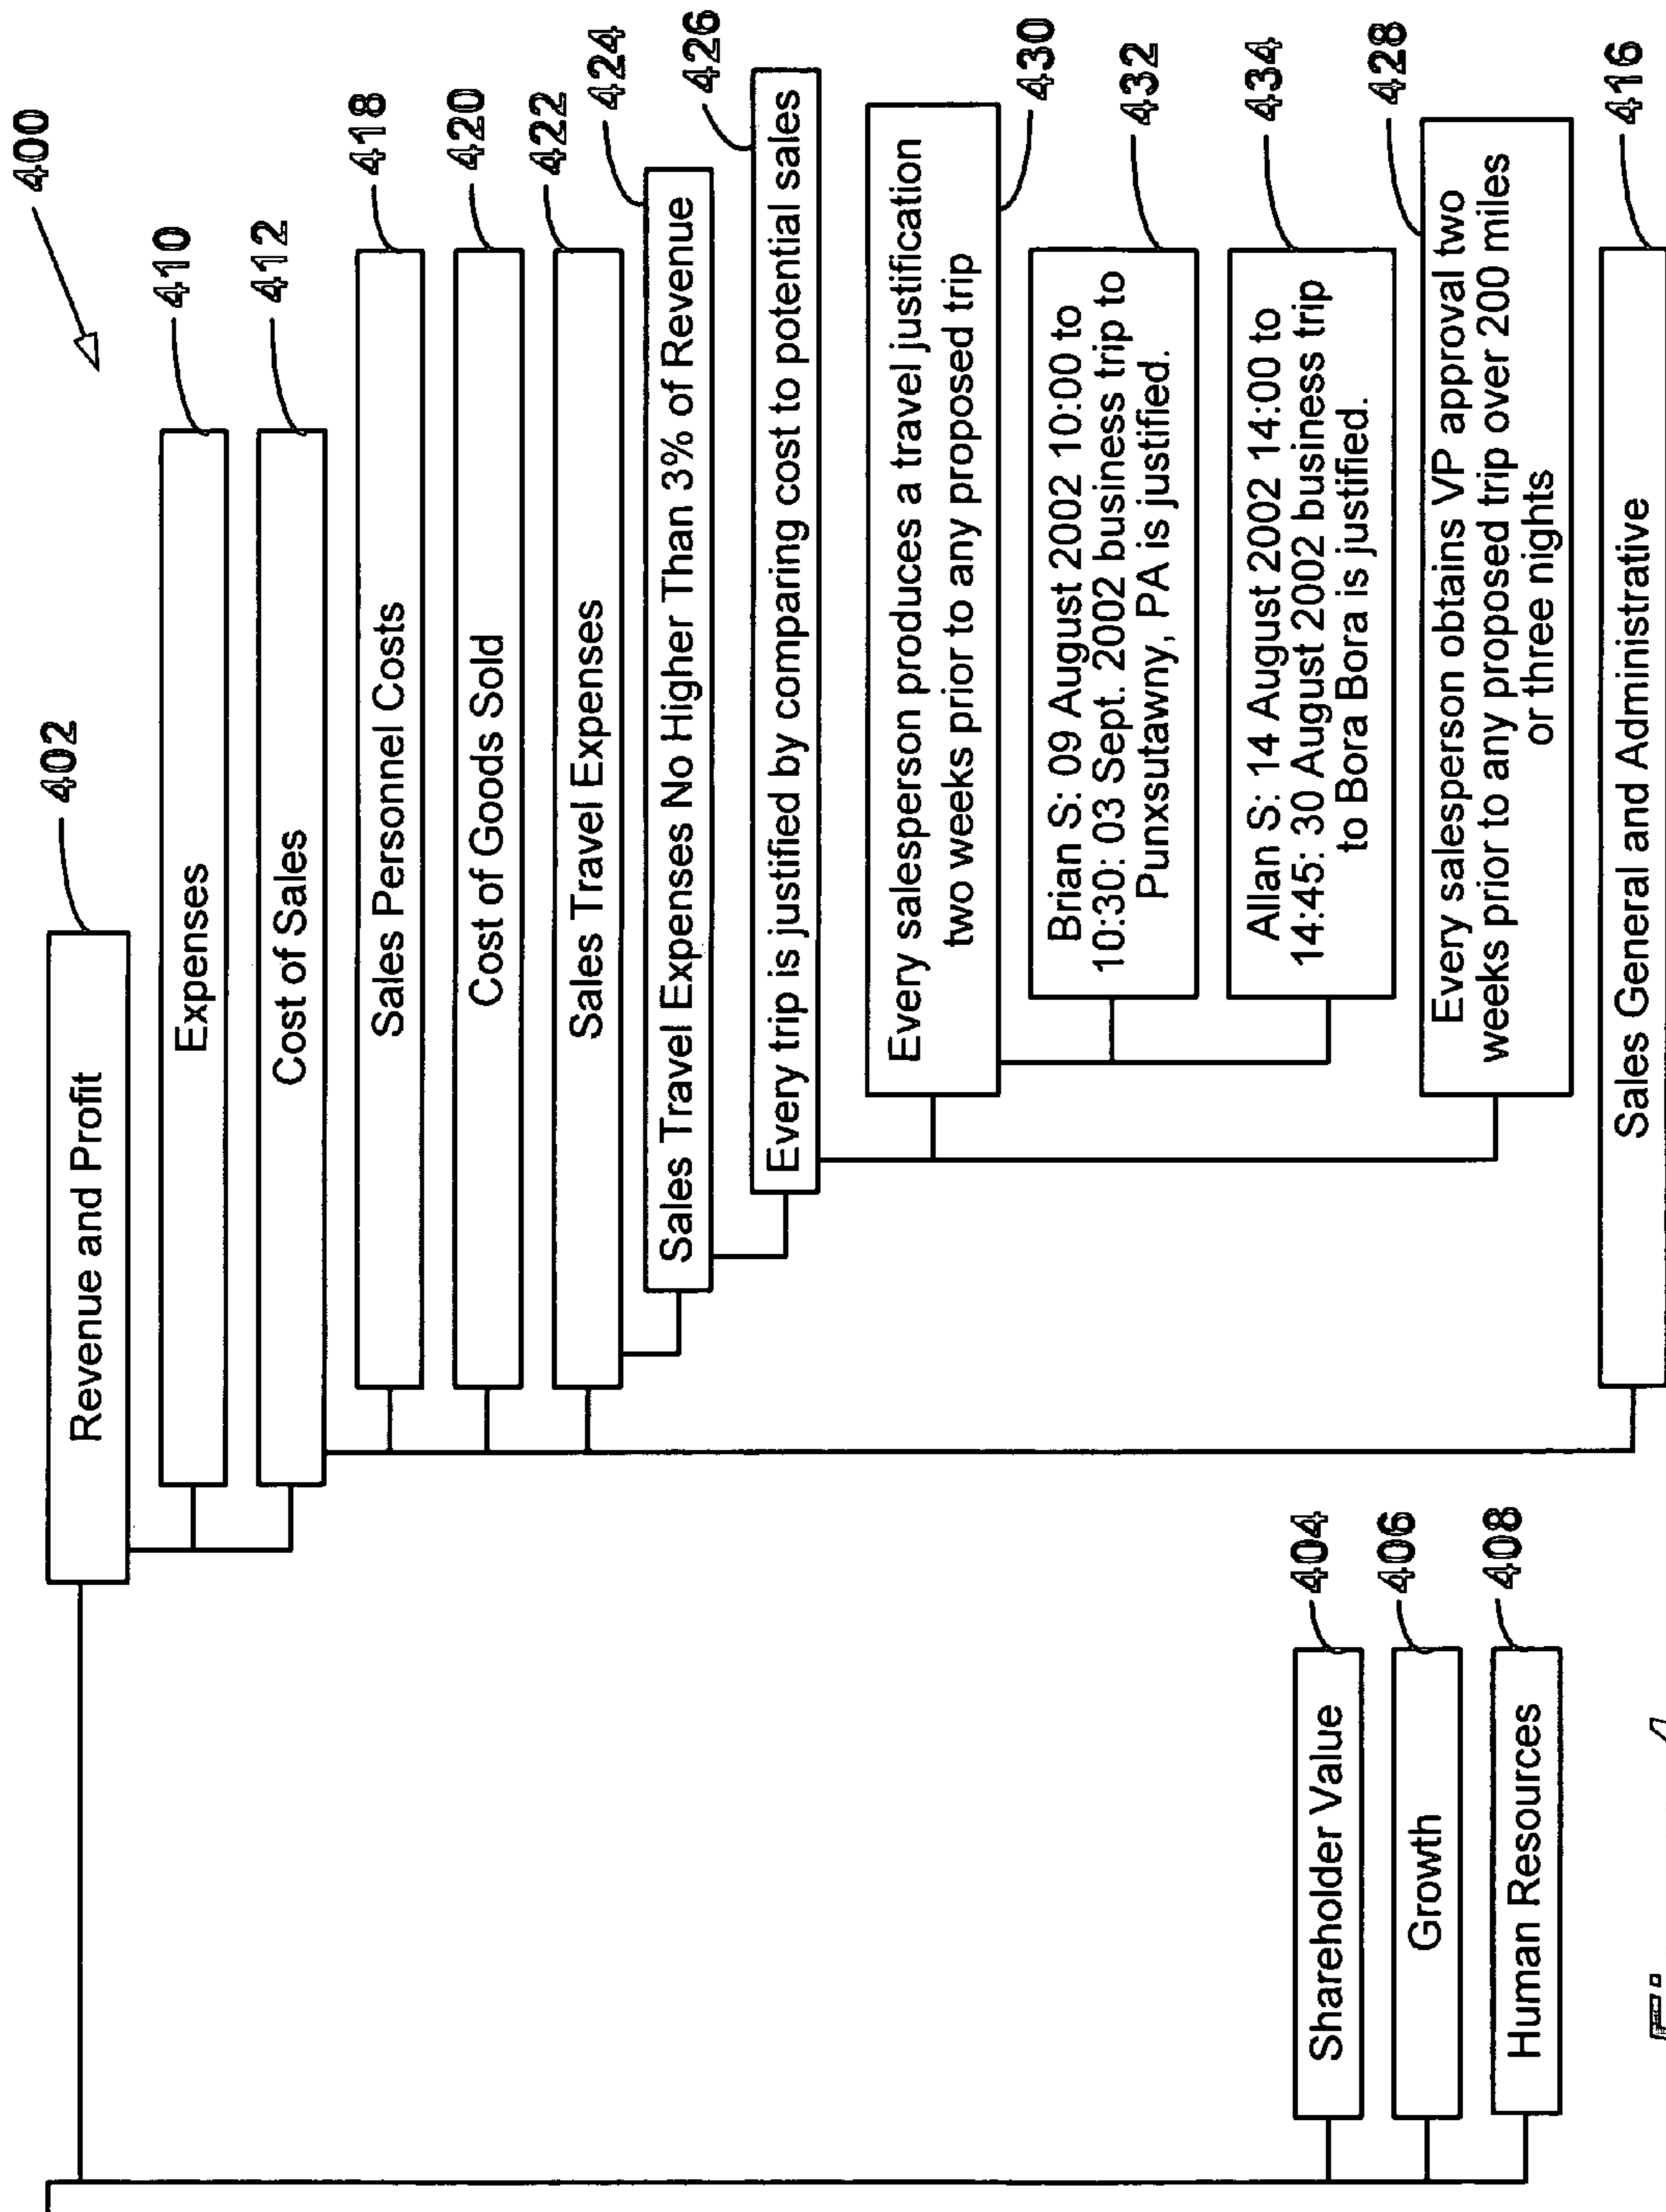 400
Revenue and Profit
402
Expenses
410
Cost of Sales
412
Sales Personnel Costs
418
Cost of Goods Sold
420
Sales Travel Expenses
422
Sales Travel Expenses No Higher Than 3% of Revenue
424
Every trip is justified by comparing cost to potential sales
426
Every salesperson produces a travel justification
two weeks prior to any proposed trip
430
Brian S: 09 August 2002 10:00 to
10:30: 03 Sept. 2002 business trip to
Punxsutawny, PA is justified.
432
Allan S: 14 August 2002 14:00 to
14:45: 30 August 2002 business trip
to Bora Bora is justified.
434
Every salesperson obtains VP approval two
weeks prior to any proposed trip over 200 miles
or three nights
428
Sales General and Administrative
416
Shareholder Value
404
Growth
406
Human Resources
408